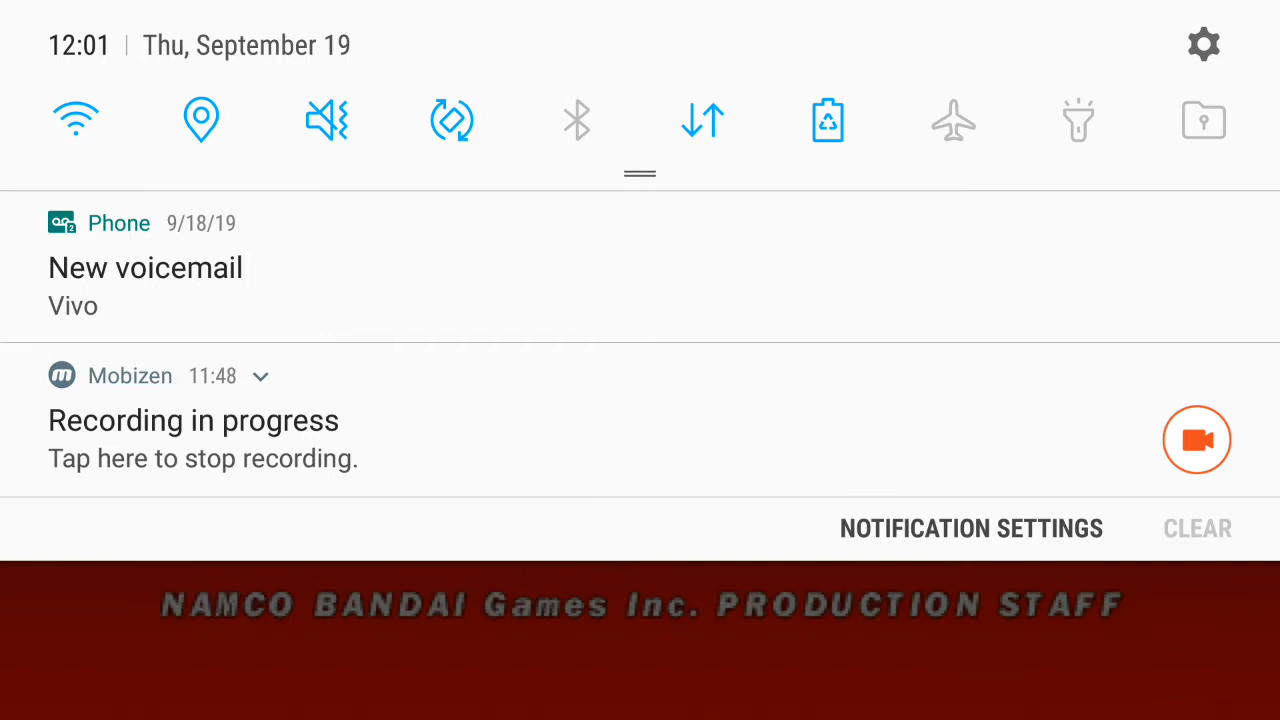 12:01 | Thu, September 19
Phone 9/18/19
New voicemail
Vivo
Mobizen 11:48
Recording in progress
Tap here to stop recording.
NOTIFICATION SETTINGS CLEAR
NAMCO BANDAI Games Inc. PRODUCTION STAFF